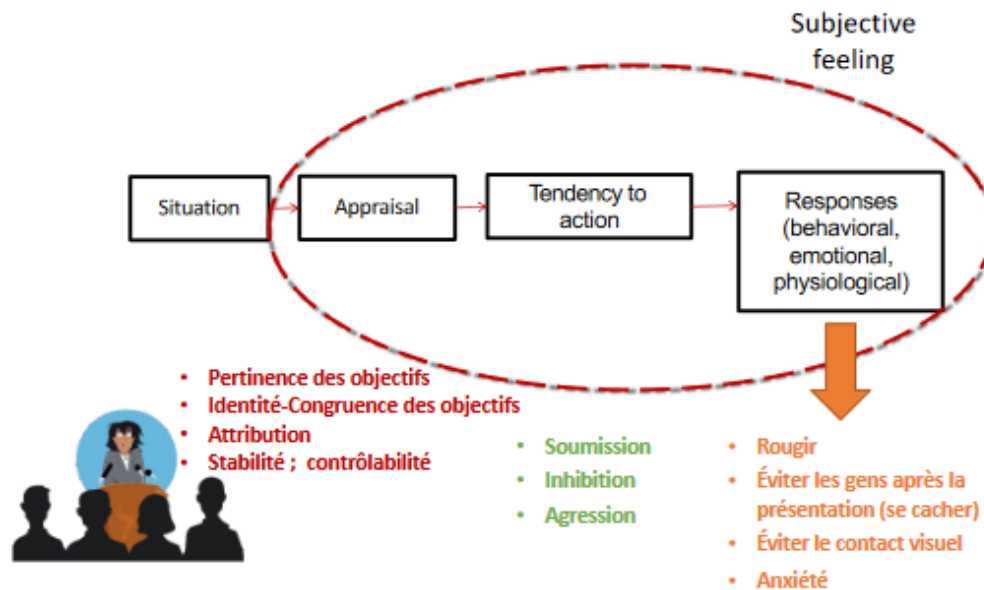 Subjective
feeling
Situation
Appraisal
Tendency to
action
Responses
(behavioral,
emotional,
physiological)
• Pertinence des objectifs
• Identité-Congruence des objectifs
• Attribution
• Stabilité ; contrôlabilité
• Soumission
• Inhibition
• Agression
• Rougir
• Éviter les gens après la
présentation (se cacher)
• Éviter le contact visuel
• Anxiété